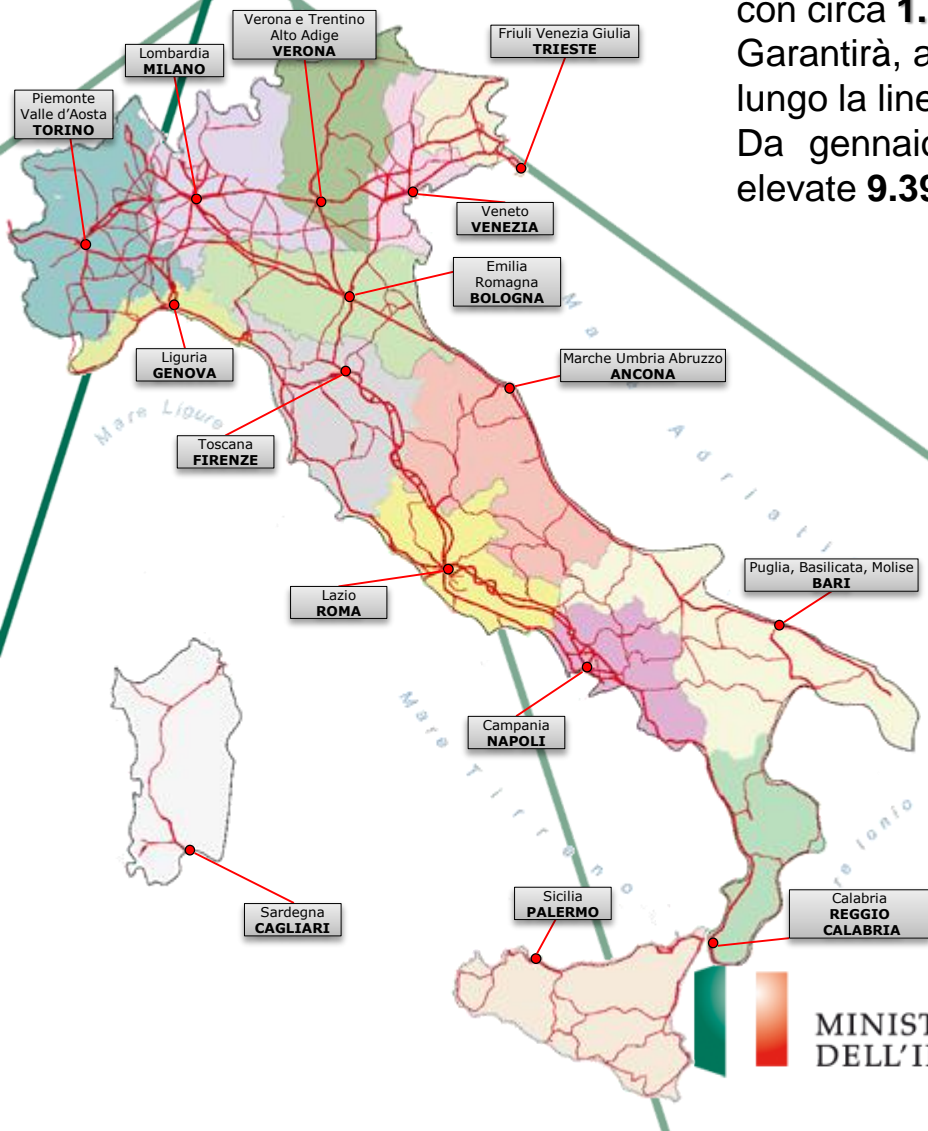 con circa 1.
Garantirà, a
lungo la line
Da gennaio
elevate 9.39
Verona e Trentino
Alto Adige
VERONA
Friuli Venezia Giulia
TRIESTE
Lombardia
MILANO
Piemonte
Valle d'Aosta
TORINO
Veneto
VENEZIA
Emilia
Romagna
BOLOGNA
Liguria
GENOVA
Marche Umbria Abruzzo
ANCONA
Mare Ligure
Toscana
FIRENZE
Adriati
Puglia, Basilicata, Molise
BARI
Lazio
ROMA
Campania
NAPOLI
Mare Tirreno
re Ionio
Sicilia
PALERMO
Calabria
REGGIO
CALABRIA
Sardegna
CAGLIARI
MINIST
DELL'I